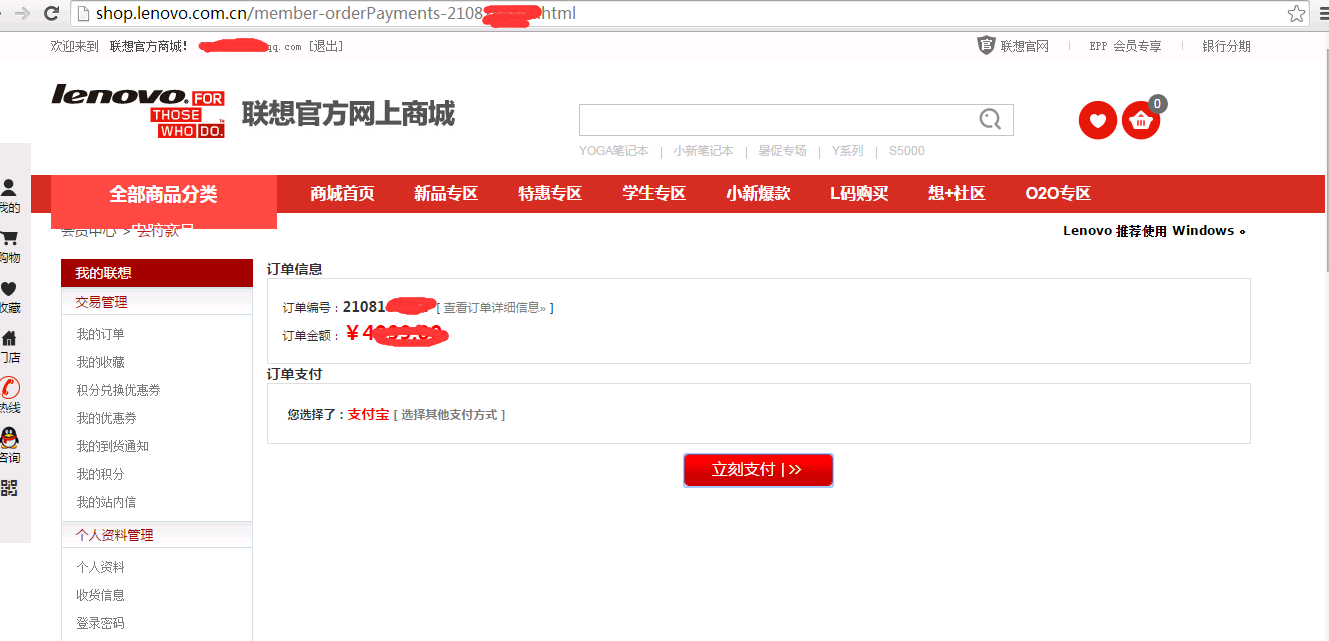 shop.lenovo.com.cn/member-orderPayments-2108 html
欢迎来到 联想官方商城! qq.com [退出]
联想官网 EPP 会员专享 银行分期
lenovo FOR THOSE WHO DO.
联想官方网上商城
0
YOGA笔记本 | 小新笔记本 | 暑促专场 | Y系列 | S5000
全部商品分类 商城首页 新品专区 特惠专区 学生专区 小新爆款 L码购买 想+社区 O2O专区
会员中心 > 去付款
Lenovo 推荐使用 Windows。
我的
购物
收藏
门店
热线
咨询
我的联想
交易管理
我的订单
我的收藏
积分兑换优惠券
我的优惠券
我的到货通知
我的积分
我的站内信
个人资料管理
个人资料
收货信息
登录密码
订单信息
订单编号：21081 [ 查看订单详细信息» ]
订单金额： ￥4
订单支付
您选择了：支付宝 [ 选择其他支付方式 ]
立刻支付 | >>